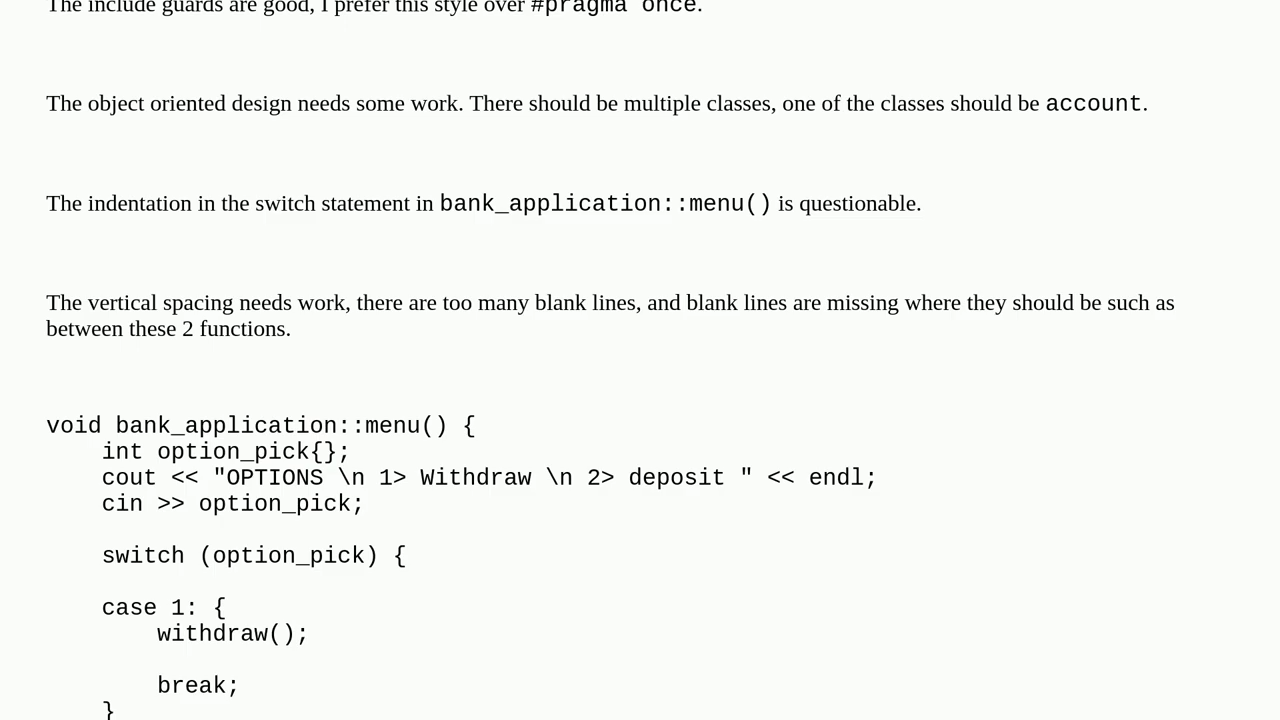 The include guards are good, I prefer this style over #pragma once.
The object oriented design needs some work. There should be multiple classes, one of the classes should be account.
The indentation in the switch statement in bank_application::menu() is questionable.
The vertical spacing needs work, there are too many blank lines, and blank lines are missing where they should be such as
between these 2 functions.
void bank_application::menu() {
    int option_pick{};
    cout << "OPTIONS \n 1> Withdraw \n 2> deposit " << endl;
    cin >> option_pick;
    switch (option_pick) {
    case 1: {
        withdraw();
        break;
    }